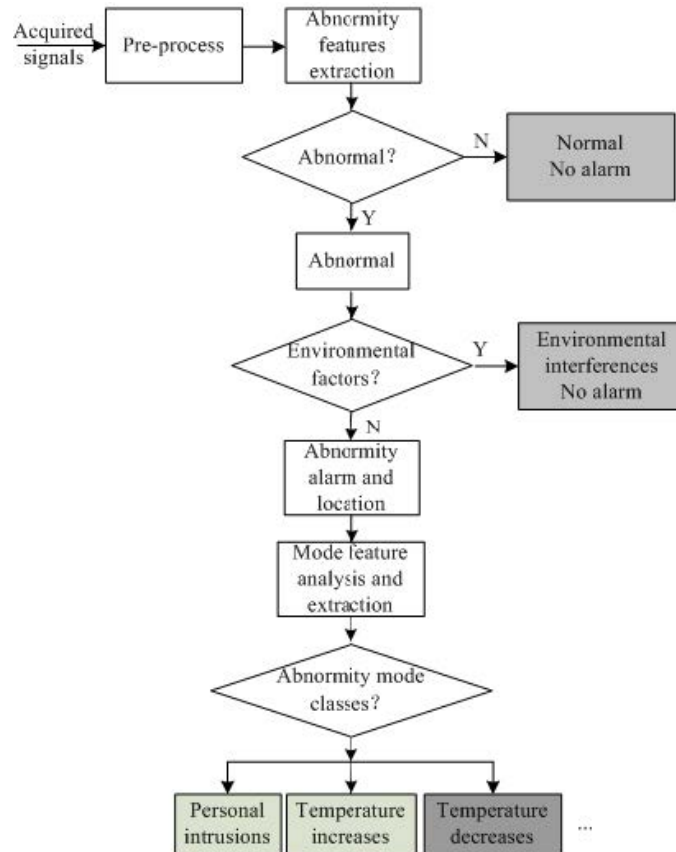 Acquired
signals
Pre-process
Abnormity
features
extraction
Abnormal?
N
Normal
No alarm
Y
Abnormal
Environmental
factors?
Y
Environmental
interferences
No alarm
N
Abnormity
alarm and
location
Mode feature
analysis and
extraction
Abnormity mode
classes?
Personal
intrusions
Temperature
increases
Temperature
decreases
...